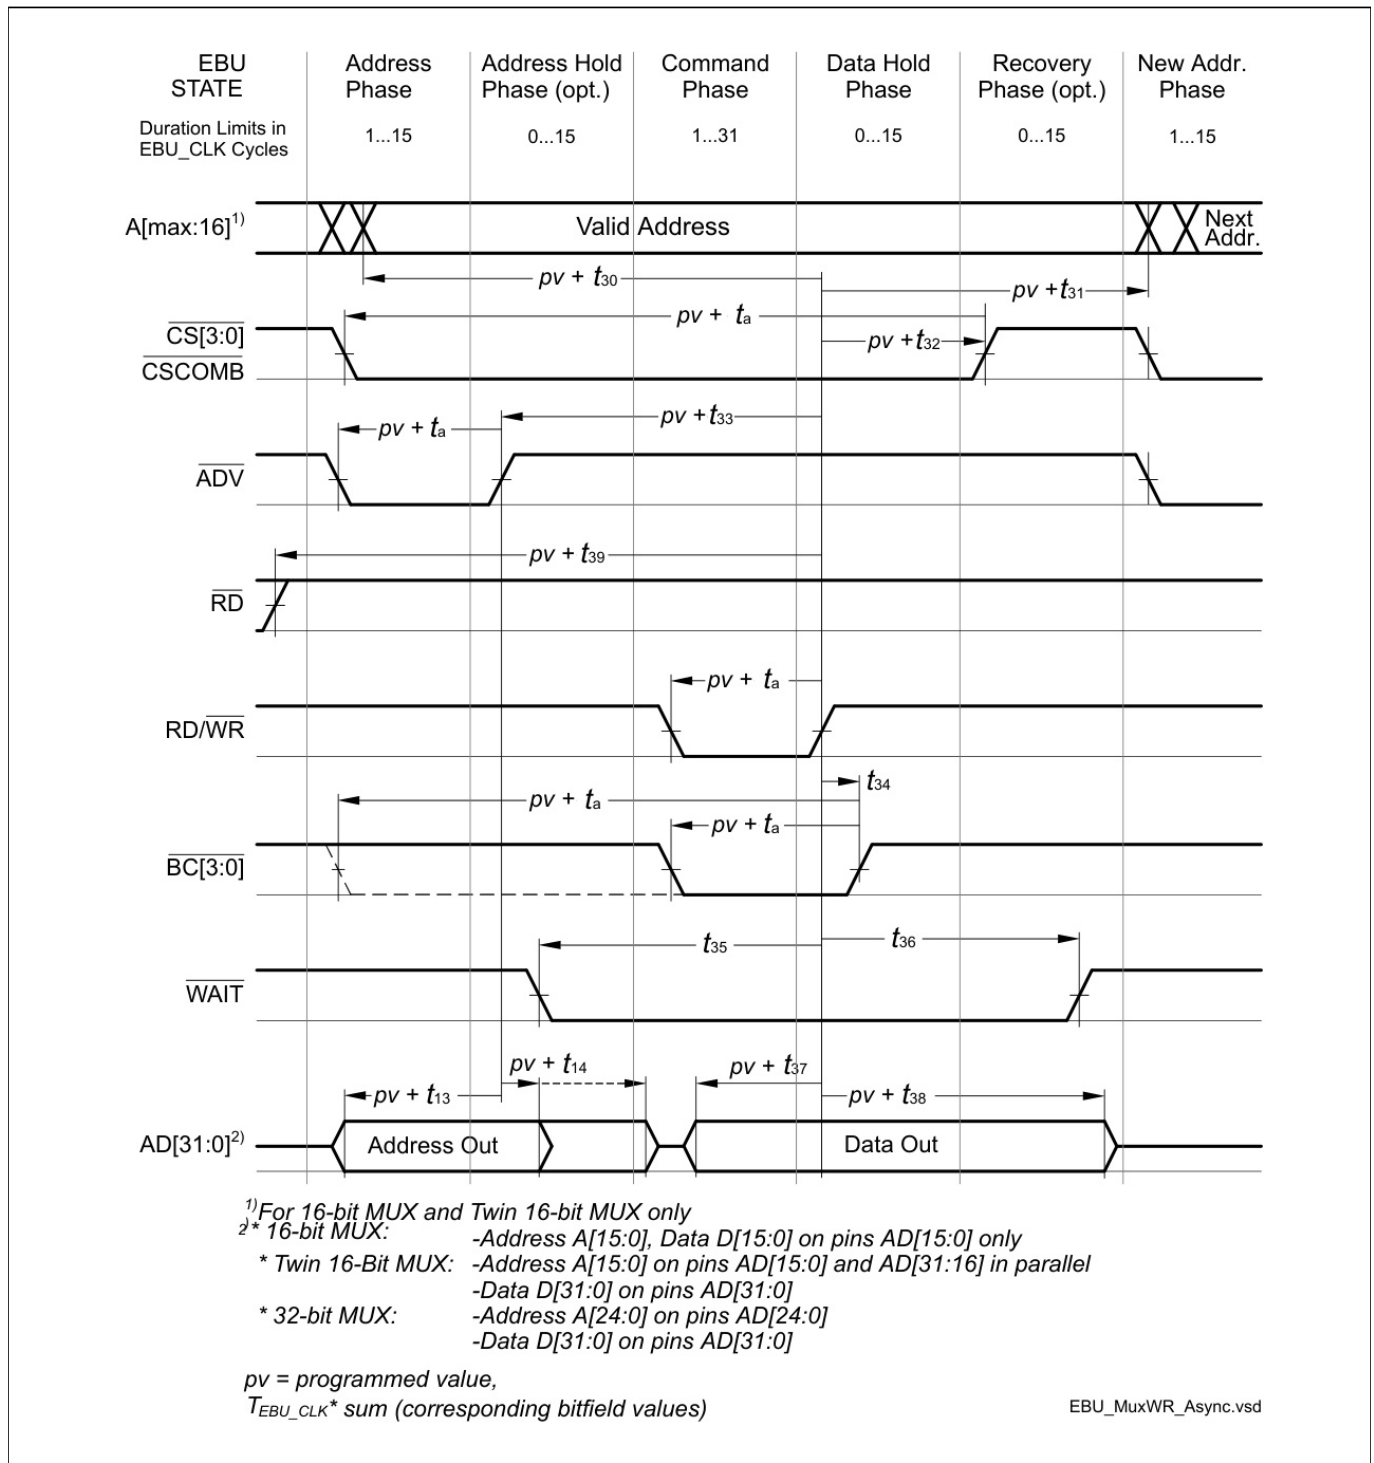 EBU STATE
Address Phase
Address Hold Phase (opt.)
Command Phase
Data Hold Phase
Recovery Phase (opt.)
New Addr. Phase
Duration Limits in EBU_CLK Cycles
1...15
0...15
1...31
0...15
0...15
1...15
A[max:16]1)
Valid Address
Next Addr.
pv + t30
pv +t31
pv + ta
CS[3:0]
pv +t32
CSCOMB
pv +t33
pv + ta
ADV
pv + t39
RD
pv + ta
RD/WR
t34
pv + ta
pv + ta
BC[3:0]
t35
t36
WAIT
pv + t14
pv + t37
pv + t13
pv + t38
AD[31:0]2)
Address Out
Data Out
1)For 16-bit MUX and Twin 16-bit MUX only
2)* 16-bit MUX: -Address A[15:0], Data D[15:0] on pins AD[15:0] only
* Twin 16-Bit MUX: -Address A[15:0] on pins AD[15:0] and AD[31:16] in parallel
-Data D[31:0] on pins AD[31:0]
* 32-bit MUX: -Address A[24:0] on pins AD[24:0]
-Data D[31:0] on pins AD[31:0]
pv = programmed value,
TEBU_CLK* sum (corresponding bitfield values)
EBU_MuxWR_Async.vsd